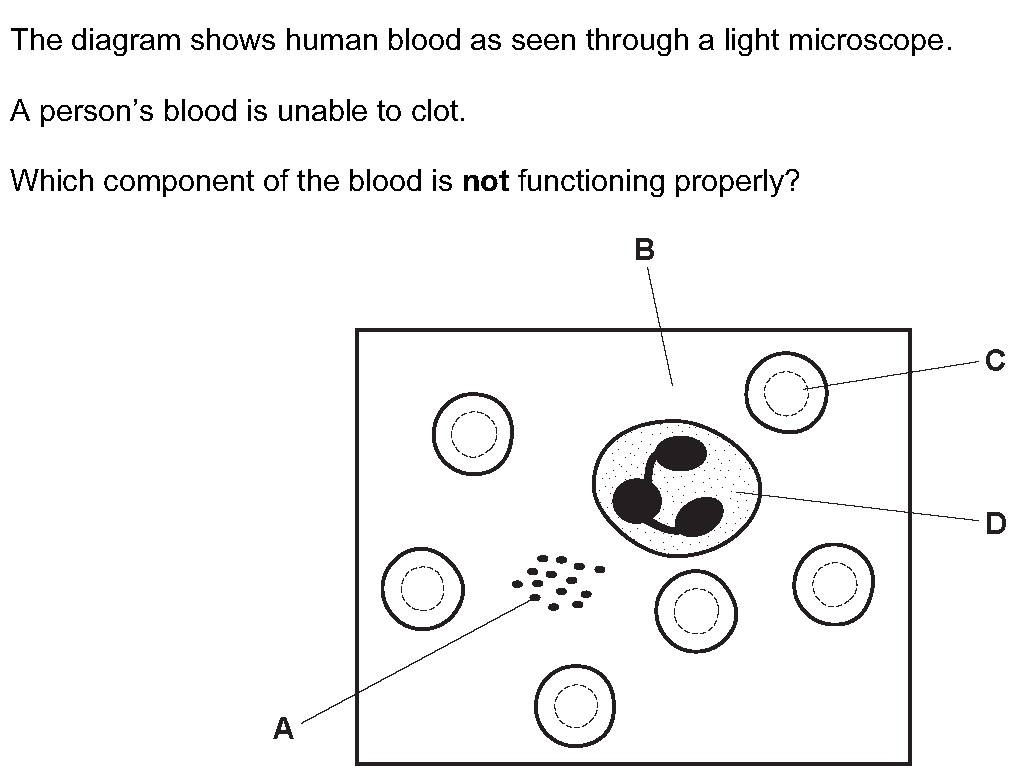 The diagram shows human blood as seen through a light microscope.
A person’s blood is unable to clot.
Which component of the blood is not functioning properly?
B
C
D
A